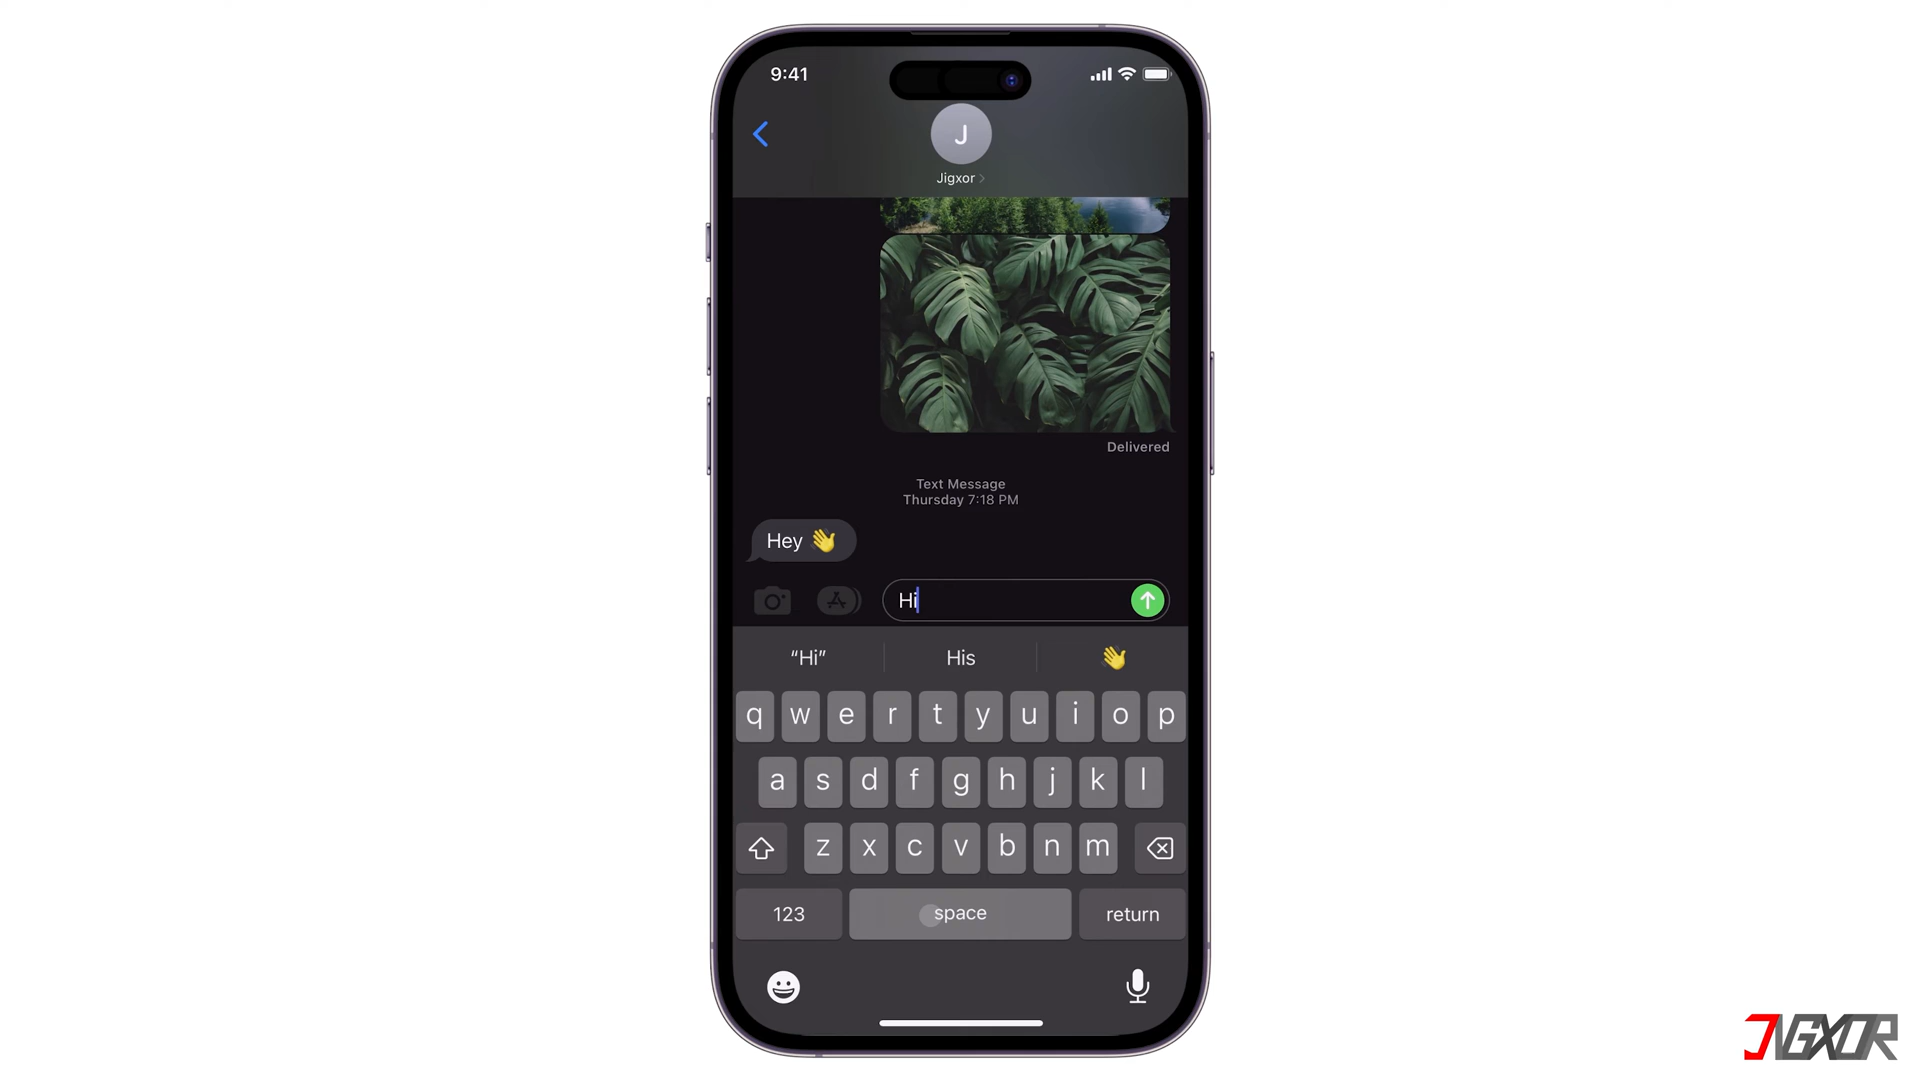 9:41
J
Jigxor
Delivered
Text Message
Thursday 7:18 PM
Hey 👋
Hi
“Hi” His 👋
q w e r t y u i o p
a s d f g h j k l
z x c v b n m
123 space return
JIGXOR